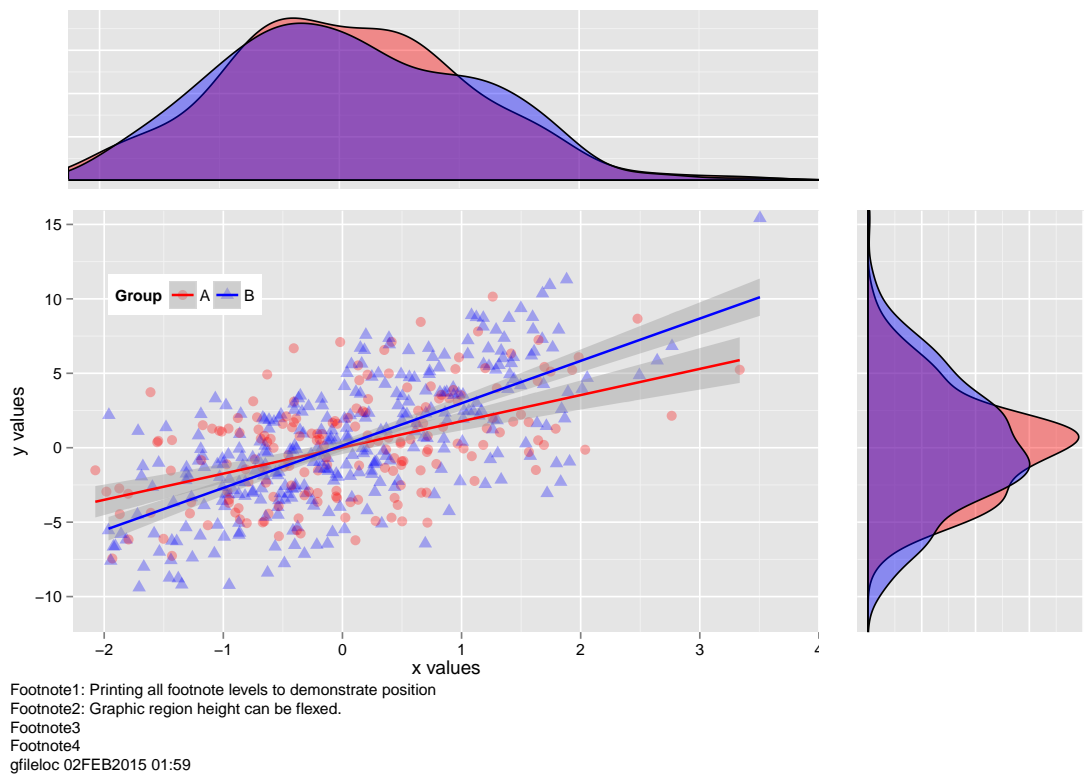 15
10
5
0
−5
−10
y values
Group A B
−2 −1 0 1 2 3 4
x values
Footnote1: Printing all footnote levels to demonstrate position
Footnote2: Graphic region height can be flexed.
Footnote3
Footnote4
gfileloc 02FEB2015 01:59